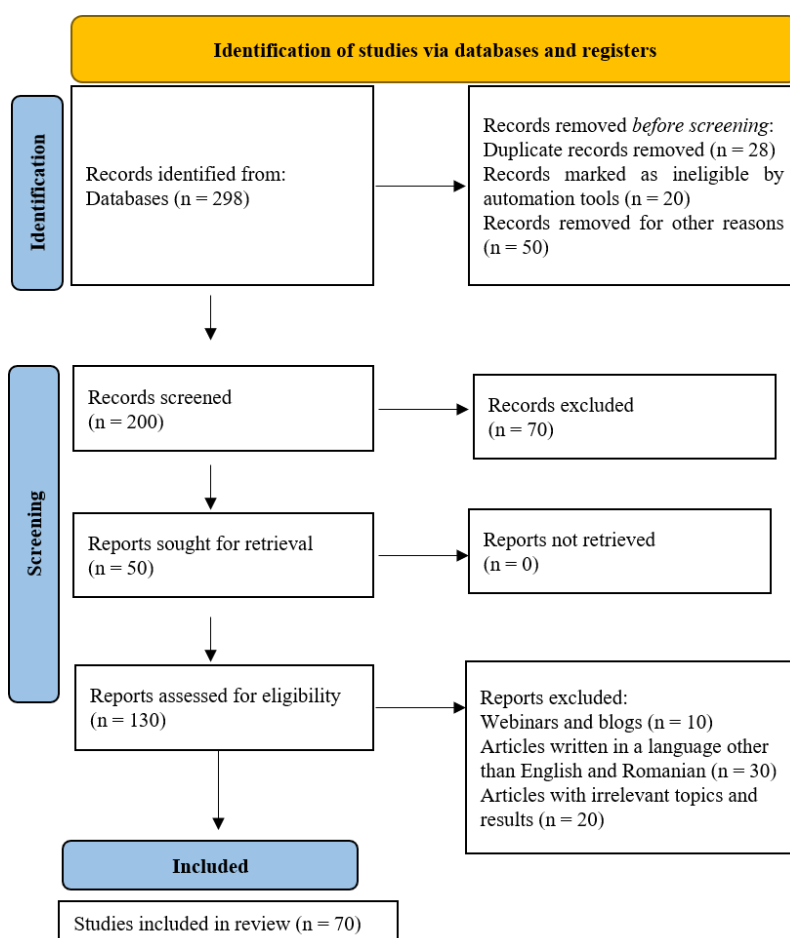 Identification of studies via databases and registers
Identification
Records identified from:
Databases (n = 298)
Records removed before screening:
Duplicate records removed (n = 28)
Records marked as ineligible by
automation tools (n = 20)
Records removed for other reasons
(n = 50)
Screening
Records screened
(n = 200)
Records excluded
(n = 70)
Reports sought for retrieval
(n = 50)
Reports not retrieved
(n = 0)
Reports assessed for eligibility
(n = 130)
Reports excluded:
Webinars and blogs (n = 10)
Articles written in a language other
than English and Romanian (n = 30)
Articles with irrelevant topics and
results (n = 20)
Included
Studies included in review (n = 70)